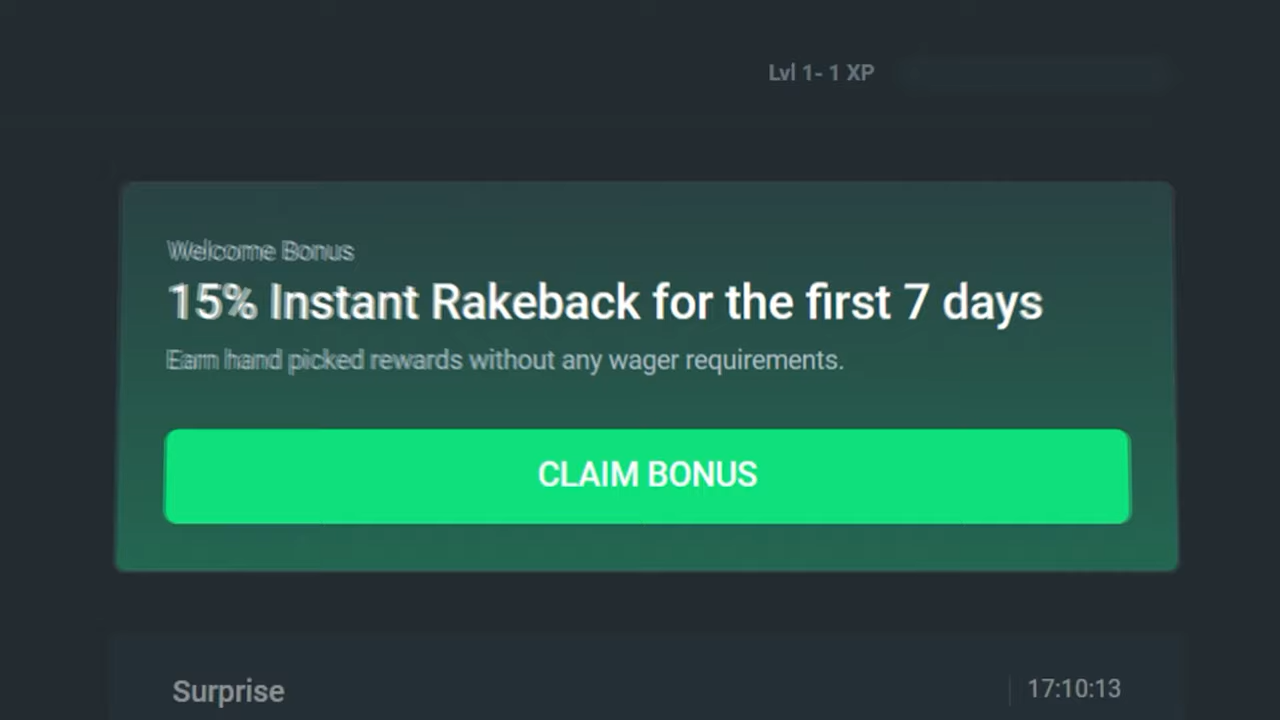 Lvl 1- 1 XP
Welcome Bonus
15% Instant Rakeback for the first 7 days
Earn hand picked rewards without any wager requirements.
CLAIM BONUS
Surprise
17:10:13